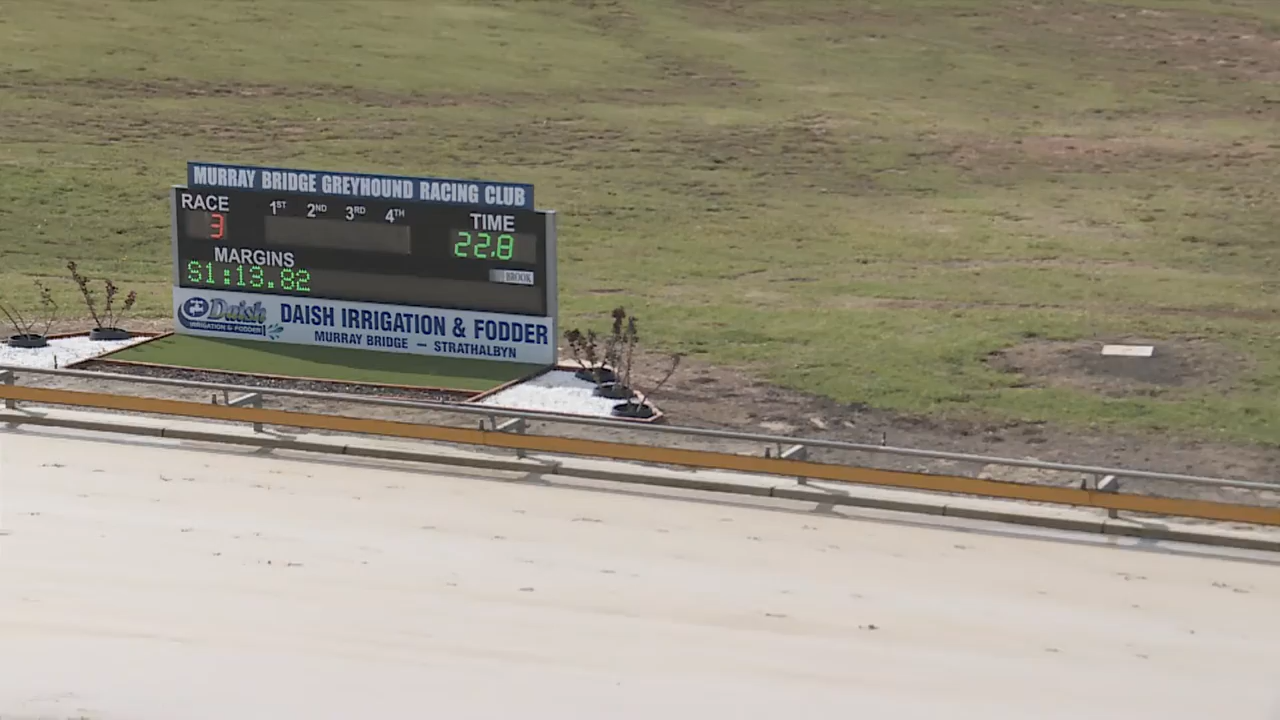 MURRAY BRIDGE GREYHOUND RACING CLUB
RACE 1ST 2ND 3RD 4TH TIME
3 22.8
MARGINS
S1:13.82 BROOK
Daish
IRRIGATION & FODDER
DAISH IRRIGATION & FODDER
MURRAY BRIDGE – STRATHALBYN